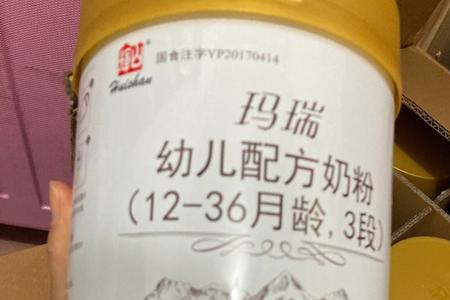 国食注字YP20170414
Huishan
玛瑞
幼儿配方奶粉
(12-36月龄,3段)